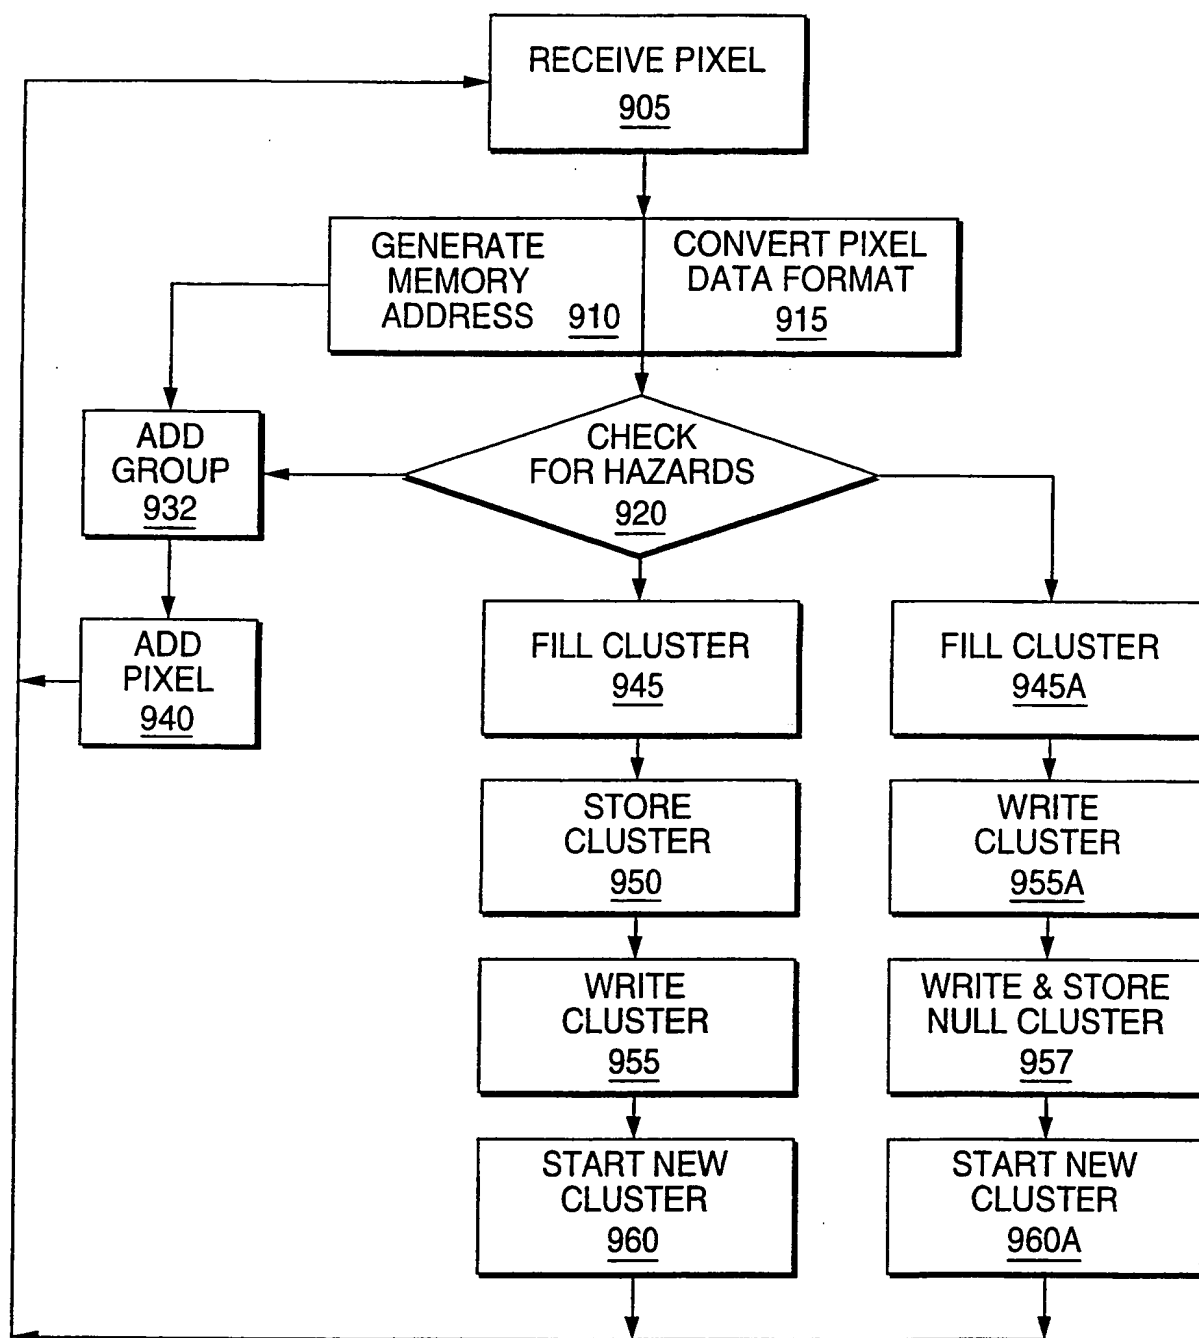 RECEIVE PIXEL
905
GENERATE
MEMORY
ADDRESS 910
CONVERT PIXEL
DATA FORMAT
915
ADD
GROUP
932
CHECK
FOR HAZARDS
920
ADD
PIXEL
940
FILL CLUSTER
945
FILL CLUSTER
945A
STORE
CLUSTER
950
WRITE
CLUSTER
955A
WRITE
CLUSTER
955
WRITE & STORE
NULL CLUSTER
957
START NEW
CLUSTER
960
START NEW
CLUSTER
960A